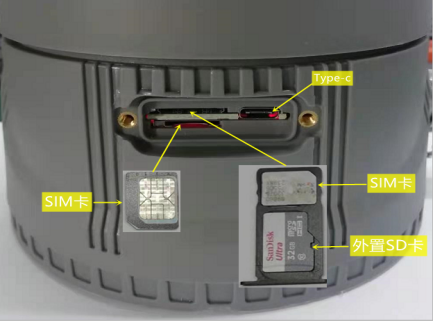 Type-c
SIM卡
SIM卡
外置SD卡
SanDisk
Ultra
32GB